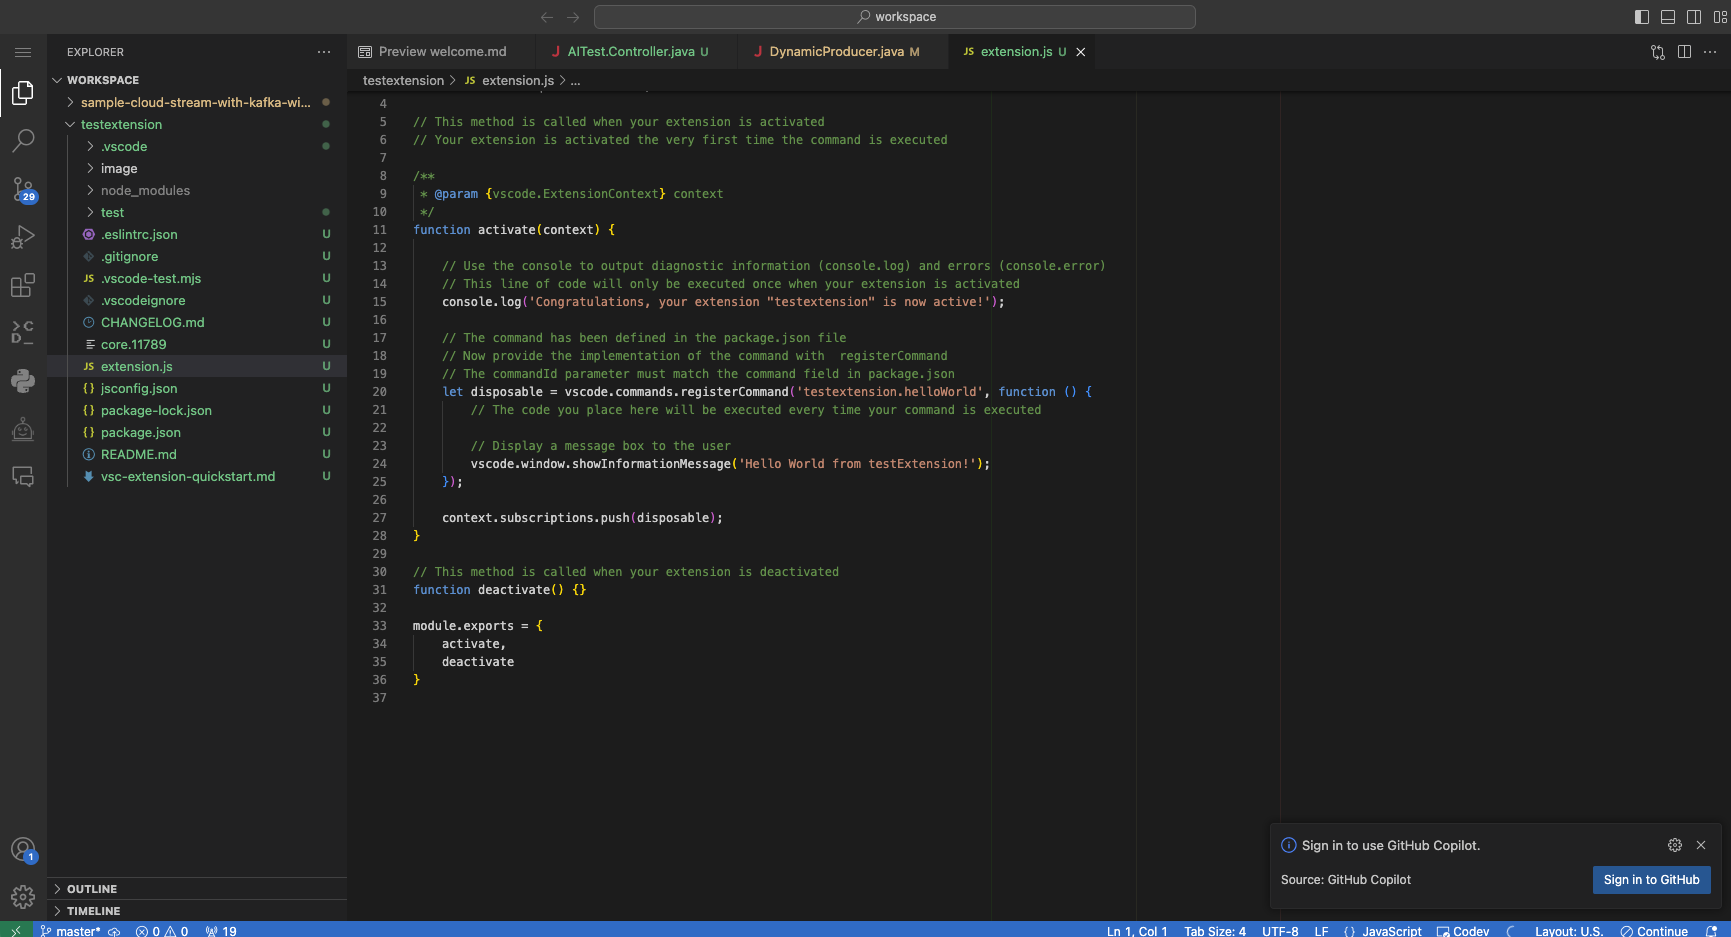 workspace
EXPLORER ...
Preview welcome.md
J AITest.Controller.java U
J DynamicProducer.java M
JS extension.js U
WORKSPACE
sample-cloud-stream-with-kafka-wi...
testextension
.vscode
image
node_modules
test
.eslintrc.json U
.gitignore U
JS .vscode-test.mjs U
.vscodeignore U
CHANGELOG.md U
core.11789 U
JS extension.js U
{} jsconfig.json U
{} package-lock.json U
{} package.json U
README.md U
vsc-extension-quickstart.md U
OUTLINE
TIMELINE
29
1
testextension > JS extension.js > ...
4
5 // This method is called when your extension is activated
6 // Your extension is activated the very first time the command is executed
7
8 /**
9 * @param {vscode.ExtensionContext} context
10 */
11 function activate(context) {
12
13 // Use the console to output diagnostic information (console.log) and errors (console.error)
14 // This line of code will only be executed once when your extension is activated
15 console.log('Congratulations, your extension "testextension" is now active!');
16
17 // The command has been defined in the package.json file
18 // Now provide the implementation of the command with  registerCommand
19 // The commandId parameter must match the command field in package.json
20 let disposable = vscode.commands.registerCommand('testextension.helloWorld', function () {
21 // The code you place here will be executed every time your command is executed
22
23 // Display a message box to the user
24 vscode.window.showInformationMessage('Hello World from testExtension!');
25 });
26
27 context.subscriptions.push(disposable);
28 }
29
30 // This method is called when your extension is deactivated
31 function deactivate() {}
32
33 module.exports = {
34 activate,
35 deactivate
36 }
37
Sign in to use GitHub Copilot.
Source: GitHub Copilot
Sign in to GitHub
master* 0 0 19
Ln 1, Col 1 Tab Size: 4 UTF-8 LF {} JavaScript Codev Layout: U.S. Continue